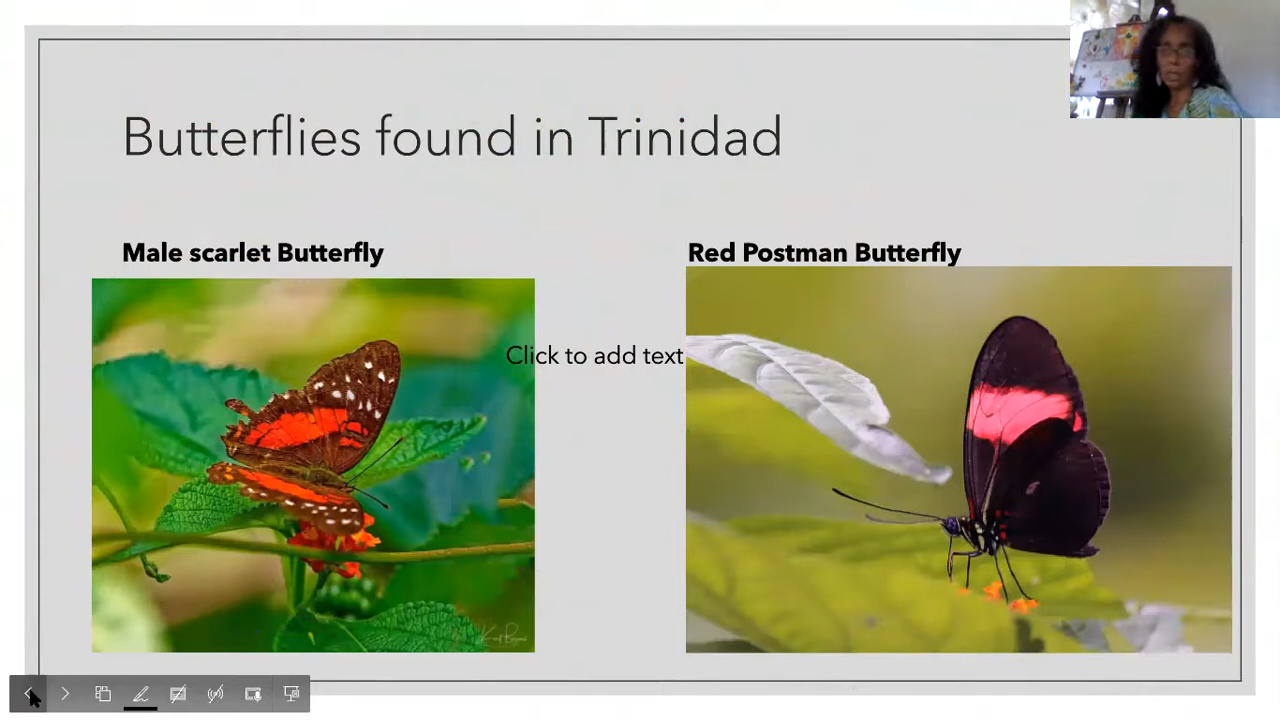 Butterflies found in Trinidad
Male scarlet Butterfly
Red Postman Butterfly
Click to add text